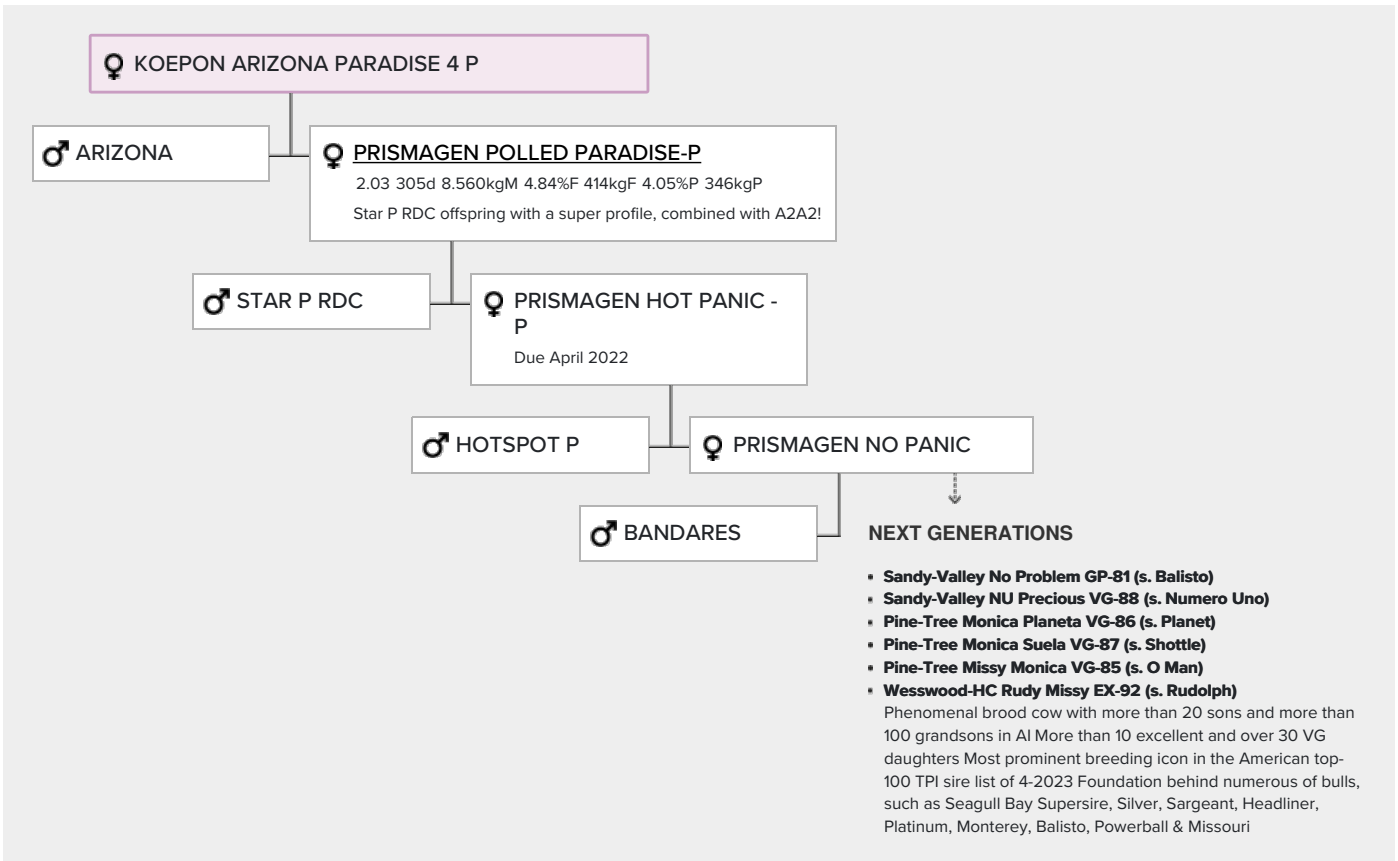 KOEPON ARIZONA PARADISE 4 P
ARIZONA
PRISMAGEN POLLED PARADISE-P
2.03 305d 8.560kgM 4.84%F 414kgF 4.05%P 346kgP
Star P RDC offspring with a super profile, combined with A2A2!
STAR P RDC
PRISMAGEN HOT PANIC -
P
Due April 2022
HOTSPOT P
PRISMAGEN NO PANIC
BANDARES
NEXT GENERATIONS
• Sandy-Valley No Problem GP-81 (s. Balisto)
• Sandy-Valley NU Precious VG-88 (s. Numero Uno)
• Pine-Tree Monica Planeta VG-86 (s. Planet)
• Pine-Tree Monica Suela VG-87 (s. Shottle)
• Pine-Tree Missy Monica VG-85 (s. O Man)
• Wesswood-HC Rudy Missy EX-92 (s. Rudolph)
Phenomenal brood cow with more than 20 sons and more than
100 grandsons in AI More than 10 excellent and over 30 VG
daughters Most prominent breeding icon in the American top-
100 TPI sire list of 4-2023 Foundation behind numerous of bulls,
such as Seagull Bay Supersire, Silver, Sargeant, Headliner,
Platinum, Monterey, Balisto, Powerball & Missouri